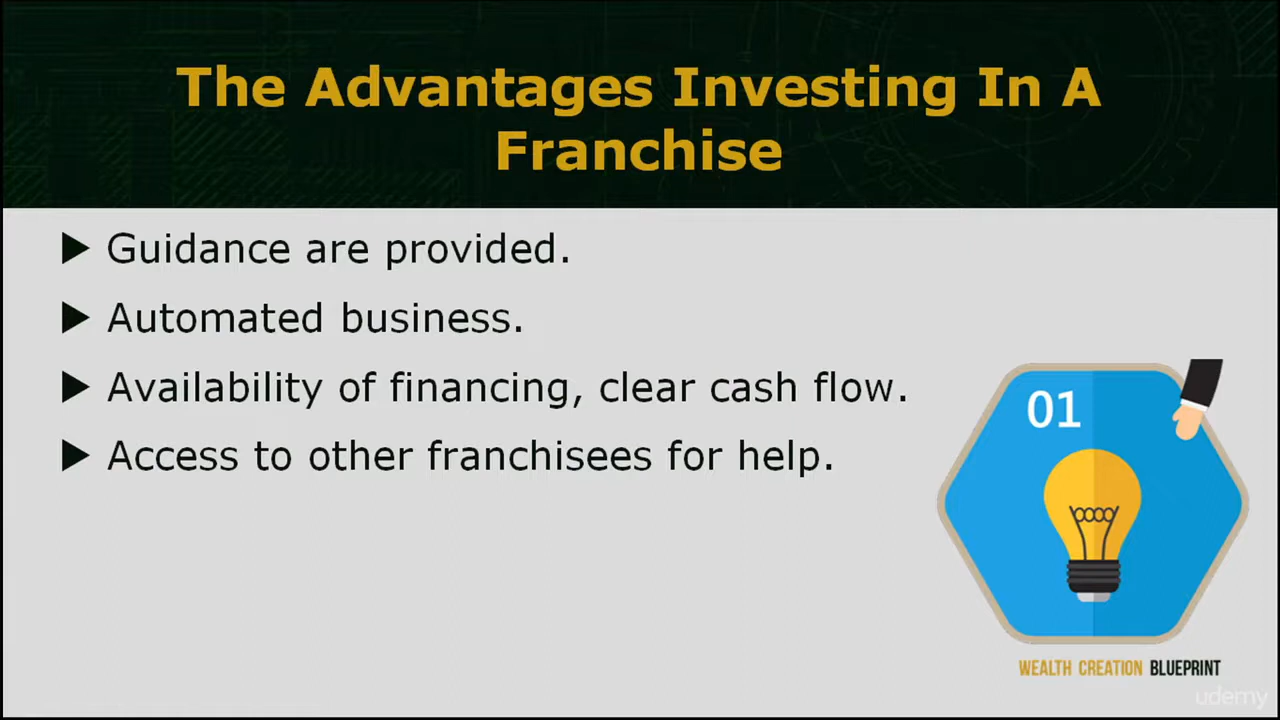 The Advantages Investing In A
Franchise
Guidance are provided.
Automated business.
Availability of financing, clear cash flow.
Access to other franchisees for help.
01
WEALTH CREATION BLUEPRINT
udemy